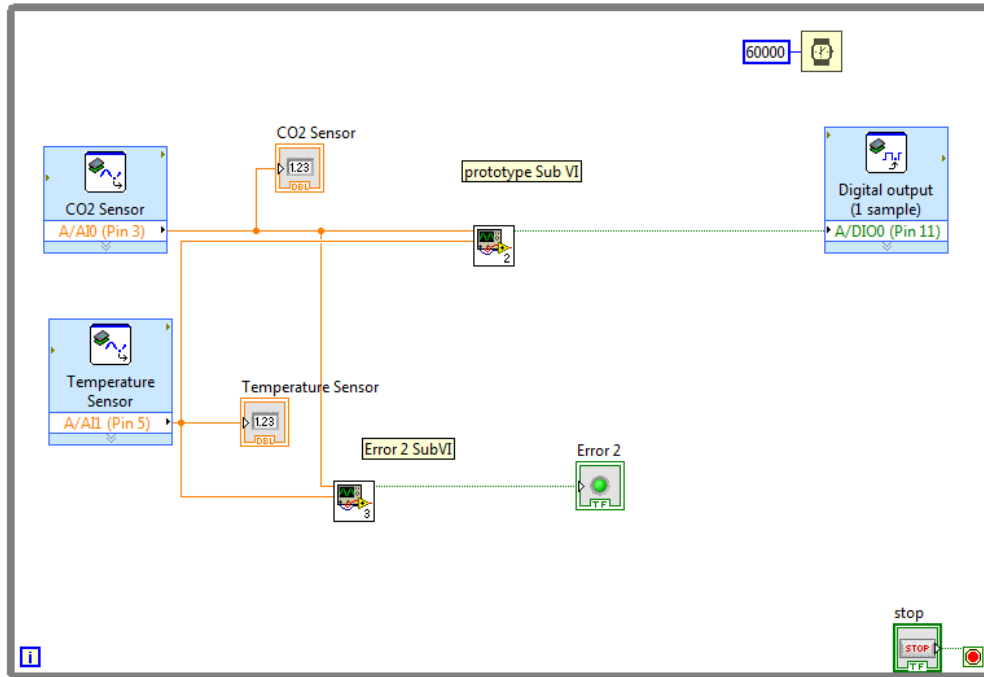 60000
CO2 Sensor
1.23
DBL
prototype Sub VI
CO2 Sensor
A/AI0 (Pin 3)
2
Digital output
(1 sample)
A/DIO0 (Pin 11)
Temperature
Sensor
A/AI1 (Pin 5)
Temperature Sensor
1.23
DBL
Error 2 SubVI
3
Error 2
TF
stop
STOP
TF
i